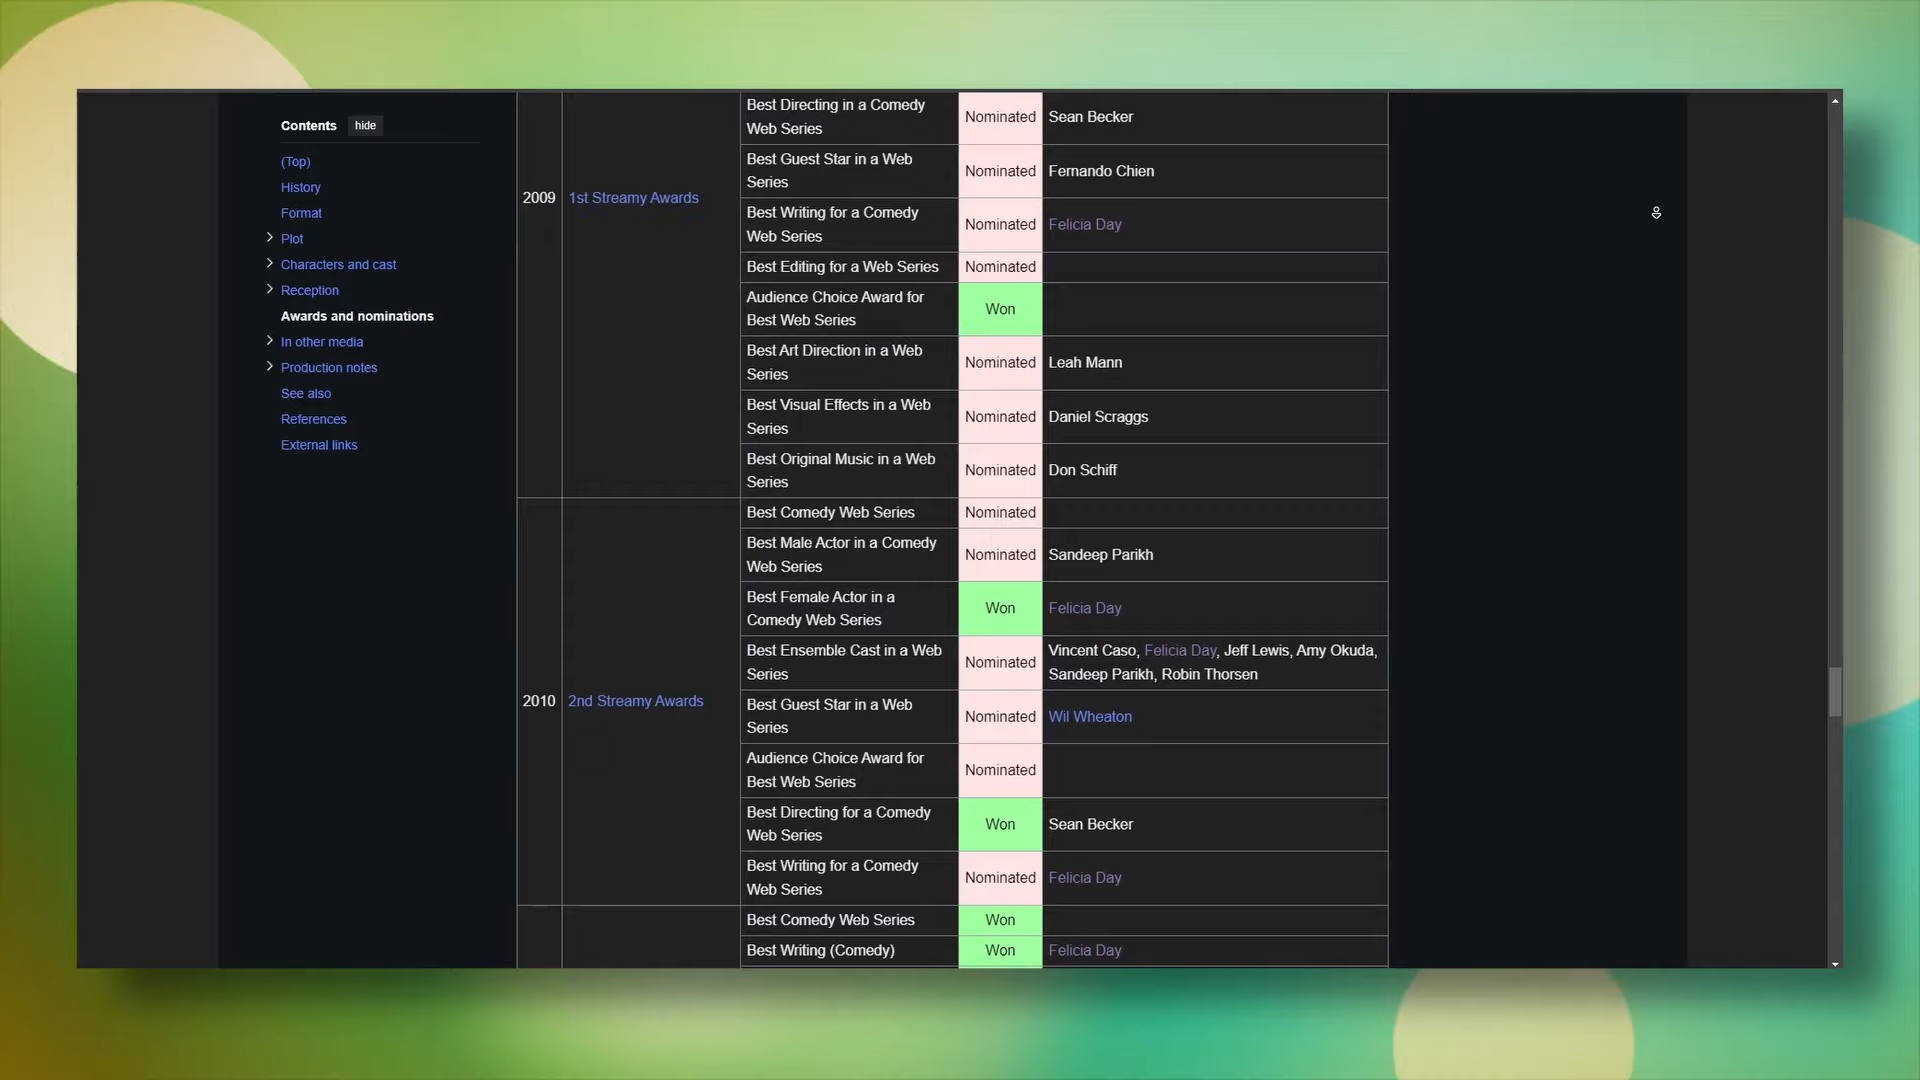 Contents hide
(Top)
History
Format
Plot
Characters and cast
Reception
Awards and nominations
In other media
Production notes
See also
References
External links
2009
1st Streamy Awards
Best Directing in a Comedy
Web Series
Nominated
Sean Becker
Best Guest Star in a Web
Series
Nominated
Fernando Chien
Best Writing for a Comedy
Web Series
Nominated
Felicia Day
Best Editing for a Web Series
Nominated
Audience Choice Award for
Best Web Series
Won
Best Art Direction in a Web
Series
Nominated
Leah Mann
Best Visual Effects in a Web
Series
Nominated
Daniel Scraggs
Best Original Music in a Web
Series
Nominated
Don Schiff
2010
2nd Streamy Awards
Best Comedy Web Series
Nominated
Best Male Actor in a Comedy
Web Series
Nominated
Sandeep Parikh
Best Female Actor in a
Comedy Web Series
Won
Felicia Day
Best Ensemble Cast in a Web
Series
Nominated
Vincent Caso, Felicia Day, Jeff Lewis, Amy Okuda,
Sandeep Parikh, Robin Thorsen
Best Guest Star in a Web
Series
Nominated
Wil Wheaton
Audience Choice Award for
Best Web Series
Nominated
Best Directing for a Comedy
Web Series
Won
Sean Becker
Best Writing for a Comedy
Web Series
Nominated
Felicia Day
Best Comedy Web Series
Won
Best Writing (Comedy)
Won
Felicia Day